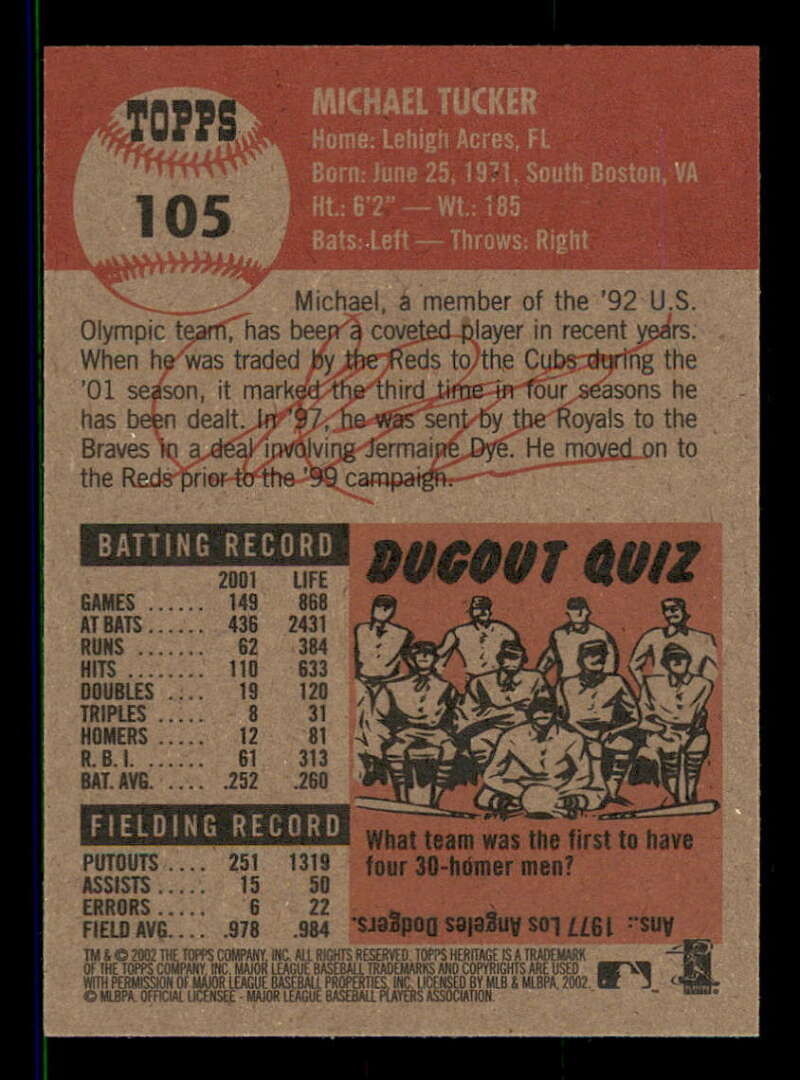 TOPPS
105
MICHAEL TUCKER
Home: Lehigh Acres, FL
Born: June 25, 1971, South Boston, VA
Ht.: 6'2" — Wt.: 185
Bats: Left — Throws: Right
Michael, a member of the '92 U.S.
Olympic team, has been a coveted player in recent years.
When he was traded by the Reds to the Cubs during the
'01 season, it marked the third time in four seasons he
has been dealt. In '97, he was sent by the Royals to the
Braves in a deal involving Jermaine Dye. He moved on to
the Reds prior to the '99 campaign.
BATTING RECORD
2001 LIFE
GAMES ...... 149 868
AT BATS ...... 436 2431
RUNS ....... 62 384
HITS ........ 110 633
DOUBLES .... 19 120
TRIPLES ..... 8 31
HOMERS ..... 12 81
R.B.I. ...... 61 313
BAT. AVG. ..... .252 .260
FIELDING RECORD
PUTOUTS .... 251 1319
ASSISTS ..... 15 50
ERRORS ..... 6 22
FIELD AVG. ... .978 .984
DUGOUT QUIZ
What team was the first to have
four 30-homer men?
Ans.: 1977 Los Angeles Dodgers.
TM & © 2002 THE TOPPS COMPANY, INC. ALL RIGHTS RESERVED. TOPPS HERITAGE IS A TRADEMARK
OF THE TOPPS COMPANY, INC. MAJOR LEAGUE BASEBALL TRADEMARKS AND COPYRIGHTS ARE USED
WITH PERMISSION OF MAJOR LEAGUE BASEBALL PROPERTIES, INC. LICENSED BY MLB & MLBPA, 2002.
© MLBPA. OFFICIAL LICENSEE - MAJOR LEAGUE BASEBALL PLAYERS ASSOCIATION.